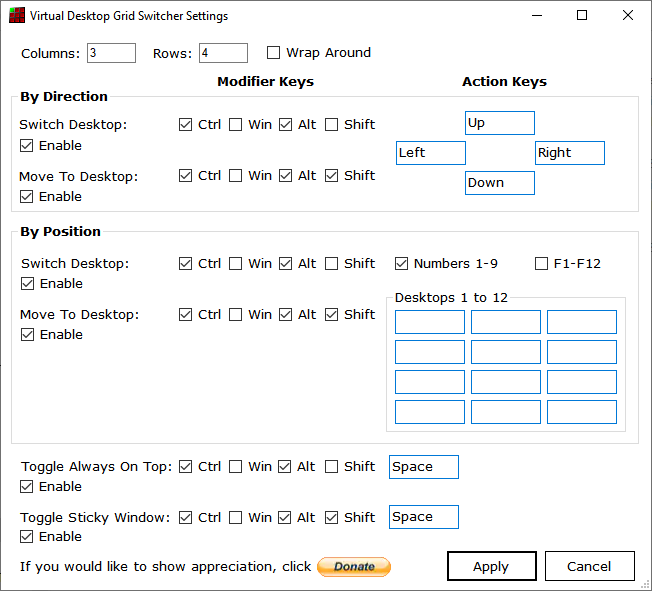 Virtual Desktop Grid Switcher Settings
Columns: 3 Rows: 4 Wrap Around
Modifier Keys Action Keys
By Direction
Switch Desktop: Ctrl Win Alt Shift Up
Enable
Left Right
Move To Desktop: Ctrl Win Alt Shift Down
Enable
By Position
Switch Desktop: Ctrl Win Alt Shift Numbers 1-9 F1-F12
Enable
Desktops 1 to 12
Move To Desktop: Ctrl Win Alt Shift
Enable
Toggle Always On Top: Ctrl Win Alt Shift Space
Enable
Toggle Sticky Window: Ctrl Win Alt Shift Space
Enable
If you would like to show appreciation, click Donate Apply Cancel